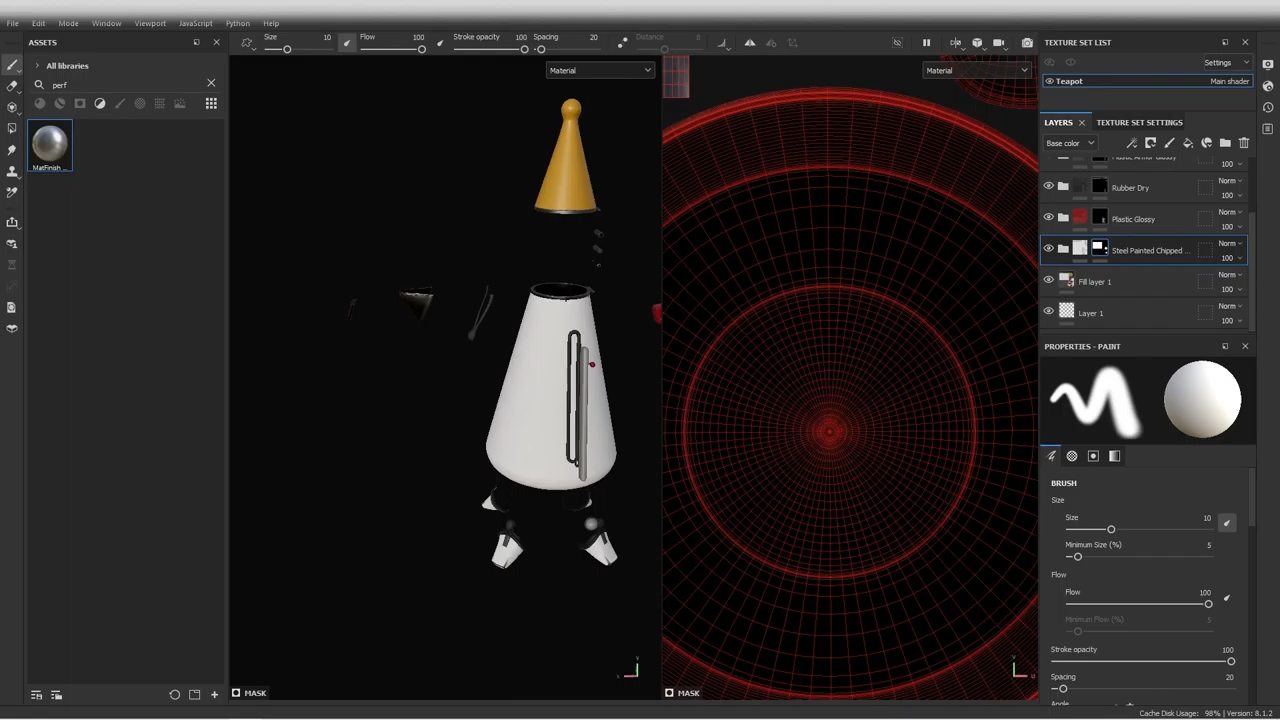 File Edit Mode Window Viewport JavaScript Python Help
ASSETS
Size 10 Flow 100 Stroke opacity 100 Spacing 20 Distance 8
TEXTURE SET LIST
Settings
All libraries
perf
Material
Material
Teapot Main shader
MatFinish ...
LAYERS TEXTURE SET SETTINGS
Base color
100
Rubber Dry Norm
100
Plastic Glossy Norm
100
Steel Painted Chipped ... Norm
100
Fill layer 1 Norm
100
Layer 1 Norm
100
PROPERTIES - PAINT
BRUSH
Size
Size 10
Minimum Size (%) 5
Flow
Flow 100
Minimum Flow (%) 5
Stroke opacity 100
Spacing 20
MASK
MASK
Cache Disk Usage: 98% | Version: 8.1.2